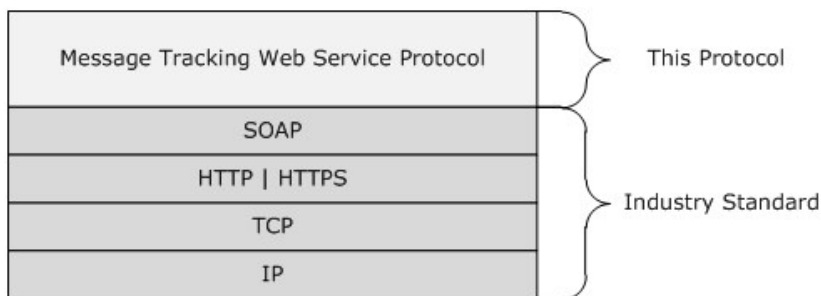 Message Tracking Web Service Protocol
This Protocol
SOAP
HTTP | HTTPS
TCP
IP
Industry Standard